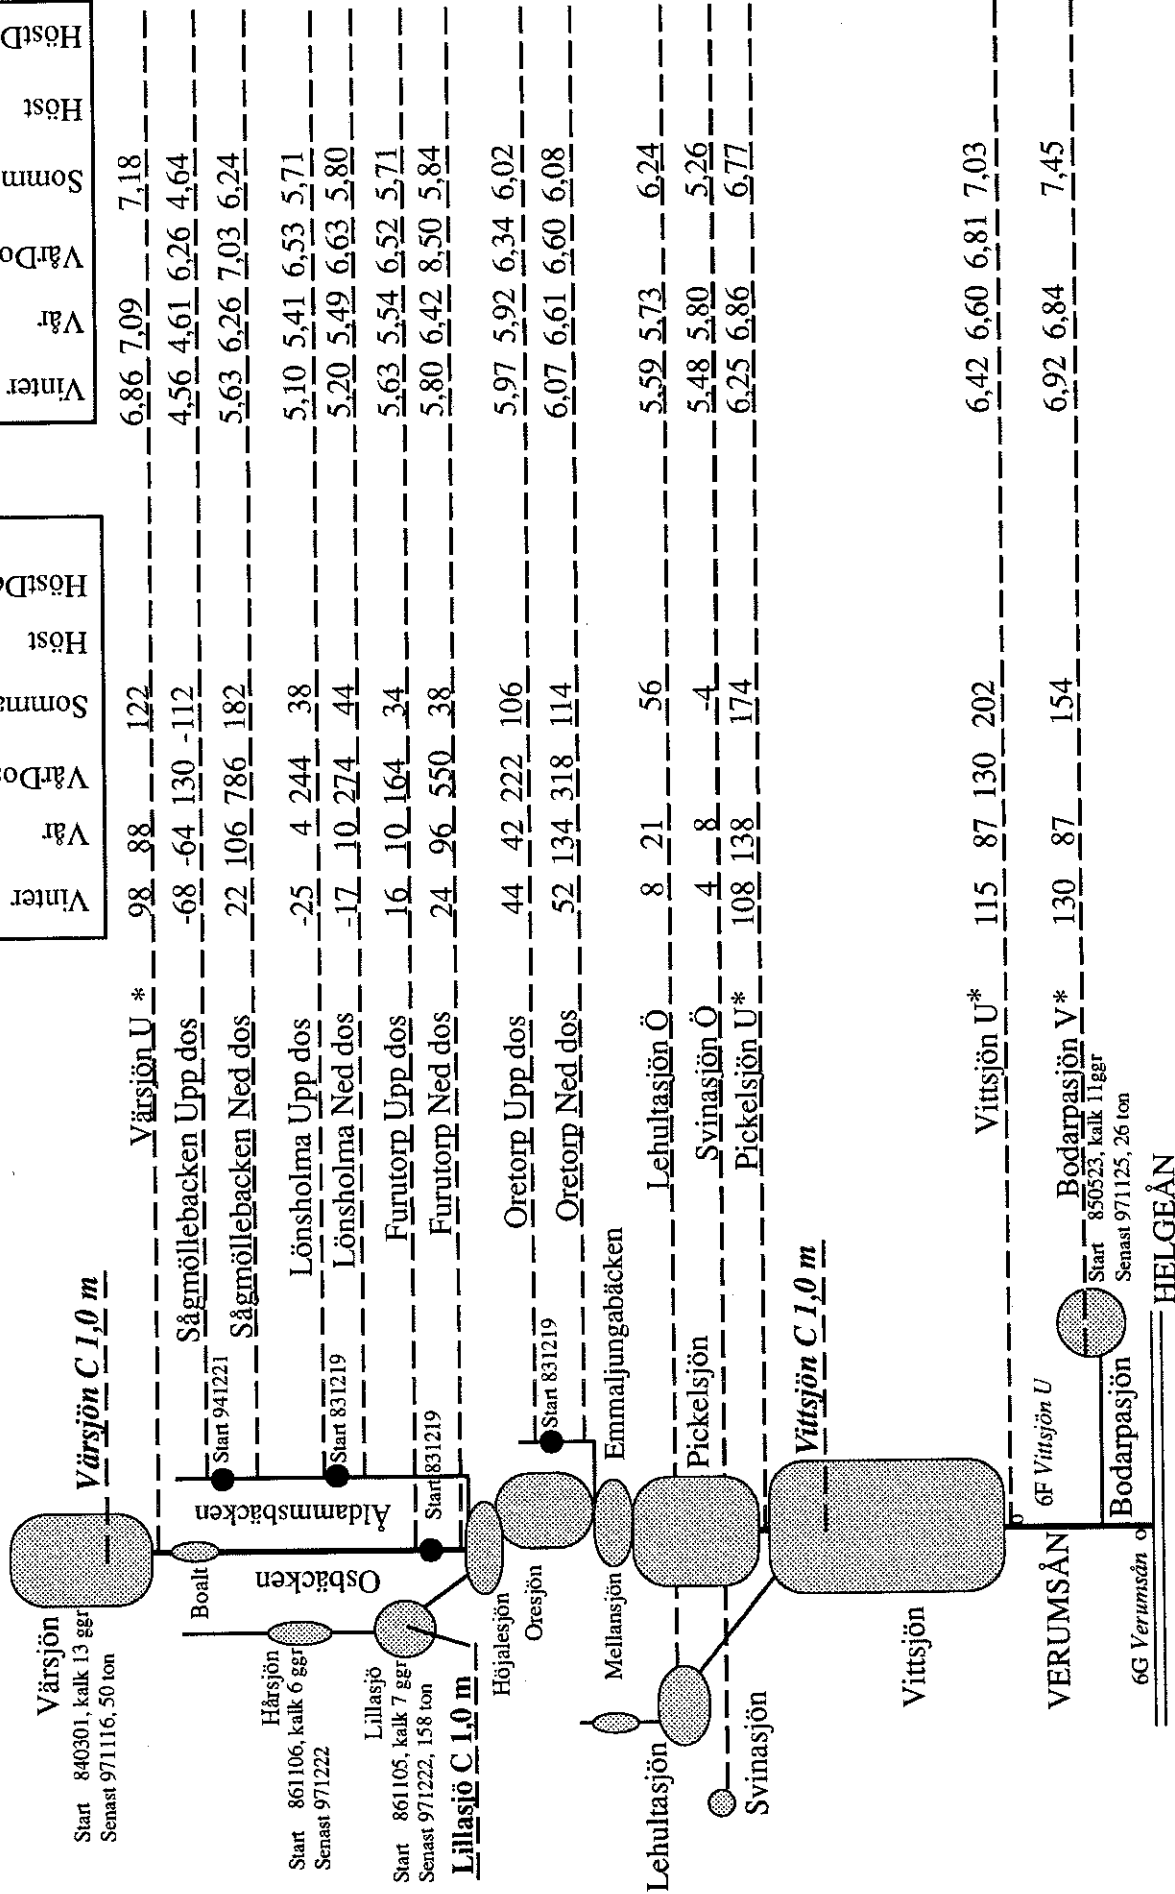 Värsjön
Start 840301, kalk 13 ggr
Senast 971116, 50 ton
Värsjön C 1,0 m
Boalt
Osbäcken
Åldammsbäcken
Start 941221
Start 831219
Start 831219
Hårsjön
Start 861106, kalk 6 ggr
Senast 971222
Lillasjö
Start 861105, kalk 7 ggr
Senast 971222, 158 ton
Lillasjö C 1,0 m
Höjalesjön
Oresjön
Start 831219
Emmaljungabäcken
Mellansjön
Lehultasjön
Svinasjön
Pickelsjön
Vittsjön C 1,0 m
Vittsjön
VERUMSÅN
6F Vittsjön U
6G Verumsån
Bodarpasjön
Start 850523, kalk 11ggr
Senast 971125, 26 ton
HELGEÅN
Vinter Vår VårDos Somma Höst HöstDo
Vinter Vår VårDo Somm Höst HöstD
Värsjön U * 98 88 122 6,86 7,09 7,18
Sågmöllebacken Upp dos -68 -64 130 -112 4,56 4,61 6,26 4,64
Sågmöllebacken Ned dos 22 106 786 182 5,63 6,26 7,03 6,24
Lönsholma Upp dos -25 4 244 38 5,10 5,41 6,53 5,71
Lönsholma Ned dos -17 10 274 44 5,20 5,49 6,63 5,80
Furutorp Upp dos 16 10 164 34 5,63 5,54 6,52 5,71
Furutorp Ned dos 24 96 550 38 5,80 6,42 8,50 5,84
Oretorp Upp dos 44 42 222 106 5,97 5,92 6,34 6,02
Oretorp Ned dos 52 134 318 114 6,07 6,61 6,60 6,08
Lehultasjön Ö 8 21 56 5,59 5,73 6,24
Svinasjön Ö 4 8 -4 5,48 5,80 5,26
Pickelsjön U* 108 138 174 6,25 6,86 6,77
Vittsjön U* 115 87 130 202 6,42 6,60 6,81 7,03
Bodarpasjön V* 130 87 154 6,92 6,84 7,45